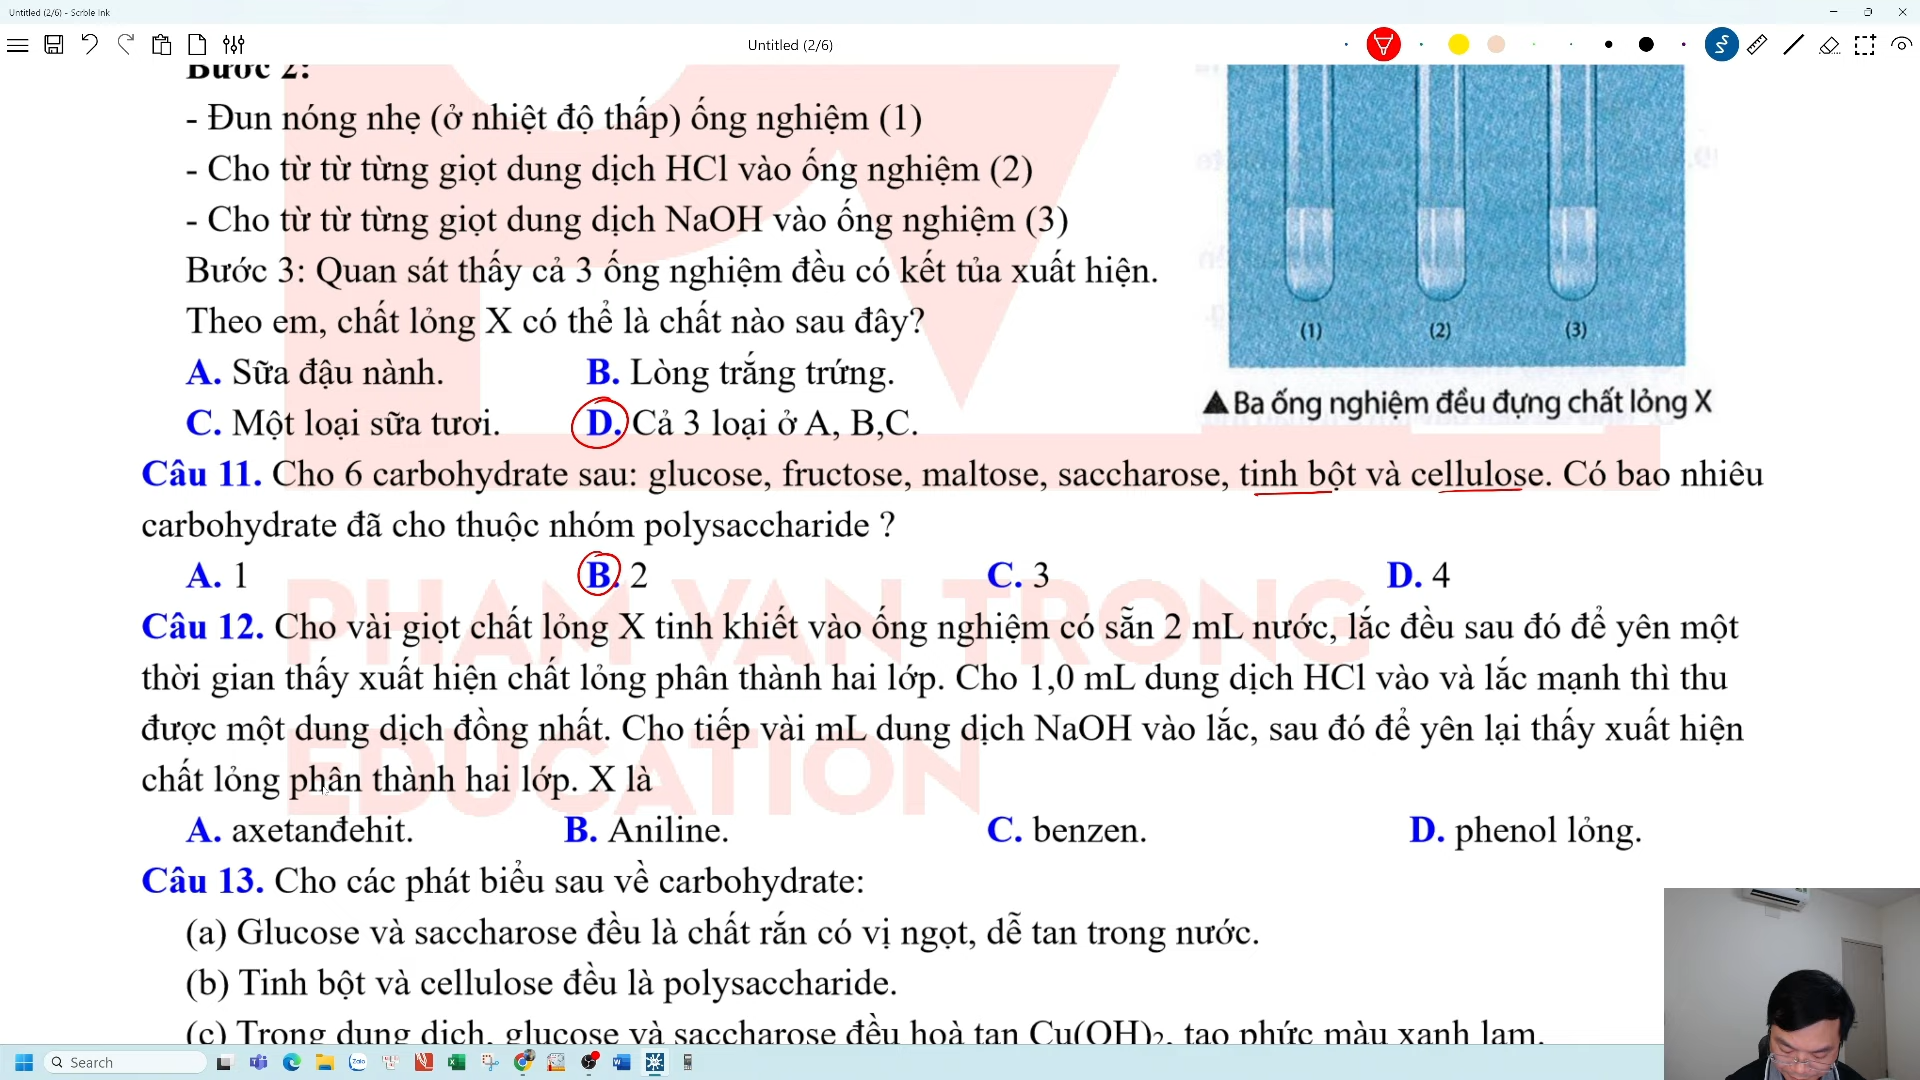 Untitled (2/6) - Scrble Ink
Untitled (2/6)
Bước 2:
- Đun nóng nhẹ (ở nhiệt độ thấp) ống nghiệm (1)
- Cho từ từ từng giọt dung dịch HCl vào ống nghiệm (2)
- Cho từ từ từng giọt dung dịch NaOH vào ống nghiệm (3)
Bước 3: Quan sát thấy cả 3 ống nghiệm đều có kết tủa xuất hiện.
Theo em, chất lỏng X có thể là chất nào sau đây?
A. Sữa đậu nành. B. Lòng trắng trứng.
C. Một loại sữa tươi. D. Cả 3 loại ở A, B,C.
(1) (2) (3)
▲Ba ống nghiệm đều đựng chất lỏng X
Câu 11. Cho 6 carbohydrate sau: glucose, fructose, maltose, saccharose, tinh bột và cellulose. Có bao nhiêu
carbohydrate đã cho thuộc nhóm polysaccharide ?
A. 1 B. 2 C. 3 D. 4
PHAM VAN TRONG
EDUCATION
Câu 12. Cho vài giọt chất lỏng X tinh khiết vào ống nghiệm có sẵn 2 mL nước, lắc đều sau đó để yên một
thời gian thấy xuất hiện chất lỏng phân thành hai lớp. Cho 1,0 mL dung dịch HCl vào và lắc mạnh thì thu
được một dung dịch đồng nhất. Cho tiếp vài mL dung dịch NaOH vào lắc, sau đó để yên lại thấy xuất hiện
chất lỏng phân thành hai lớp. X là
A. axetanđehit. B. Aniline. C. benzen. D. phenol lỏng.
Câu 13. Cho các phát biểu sau về carbohydrate:
(a) Glucose và saccharose đều là chất rắn có vị ngọt, dễ tan trong nước.
(b) Tinh bột và cellulose đều là polysaccharide.
(c) Trong dung dịch, glucose và saccharose đều hoà tan Cu(OH)₂, tạo phức màu xanh lam.
Search